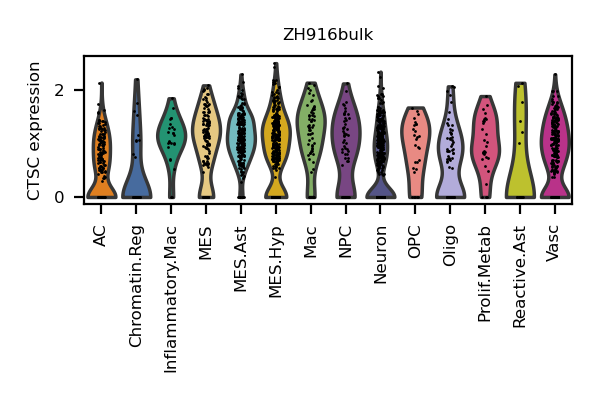 ZH916bulk
CTSC expression
2
0
AC
Chromatin.Reg
Inflammatory.Mac
MES
MES.Ast
MES.Hyp
Mac
NPC
Neuron
OPC
Oligo
Prolif.Metab
Reactive.Ast
Vasc